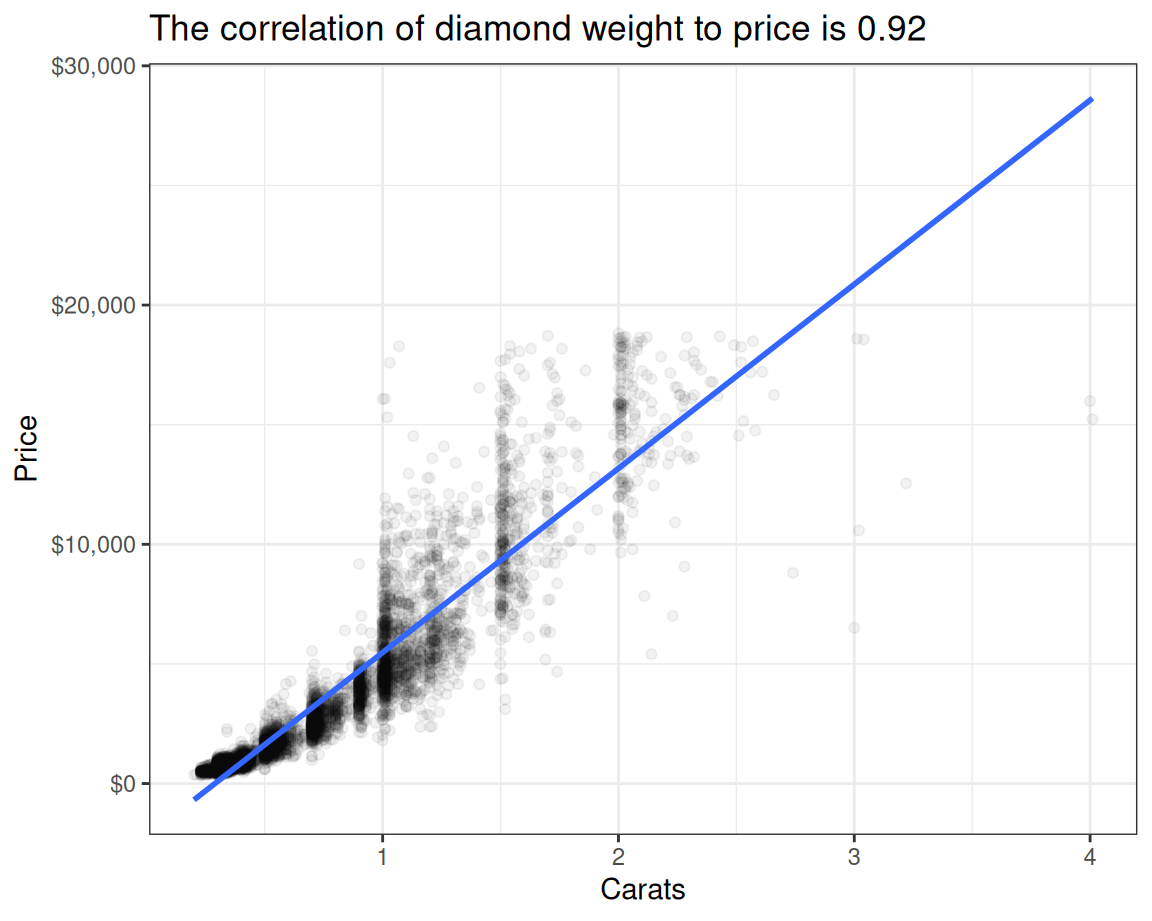 The correlation of diamond weight to price is 0.92
$30,000
$20,000
$10,000
$0
Price
1 2 3 4
Carats